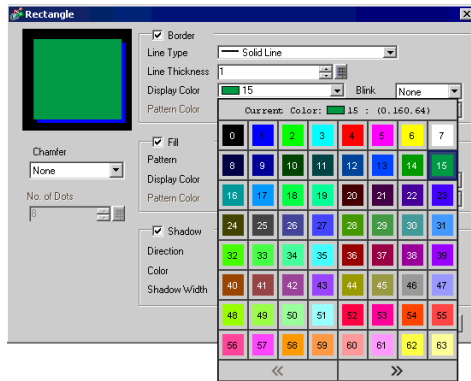 Rectangle
Border
Line Type
Solid Line
Line Thickness
1
Display Color
15
Blink
None
Pattern Color
Current Color: 15 : (0.160.64)
0 1 2 3 4 5 6 7
8 9 10 11 12 13 14 15
16 17 18 19 20 21 22 23
24 25 26 27 28 29 30 31
32 33 34 35 36 37 38 39
40 41 42 43 44 45 46 47
48 49 50 51 52 53 54 55
56 57 58 59 60 61 62 63
« »
Chamfer
None
No. of Dots
8
Fill
Pattern
Display Color
Pattern Color
Shadow
Direction
Color
Shadow Width